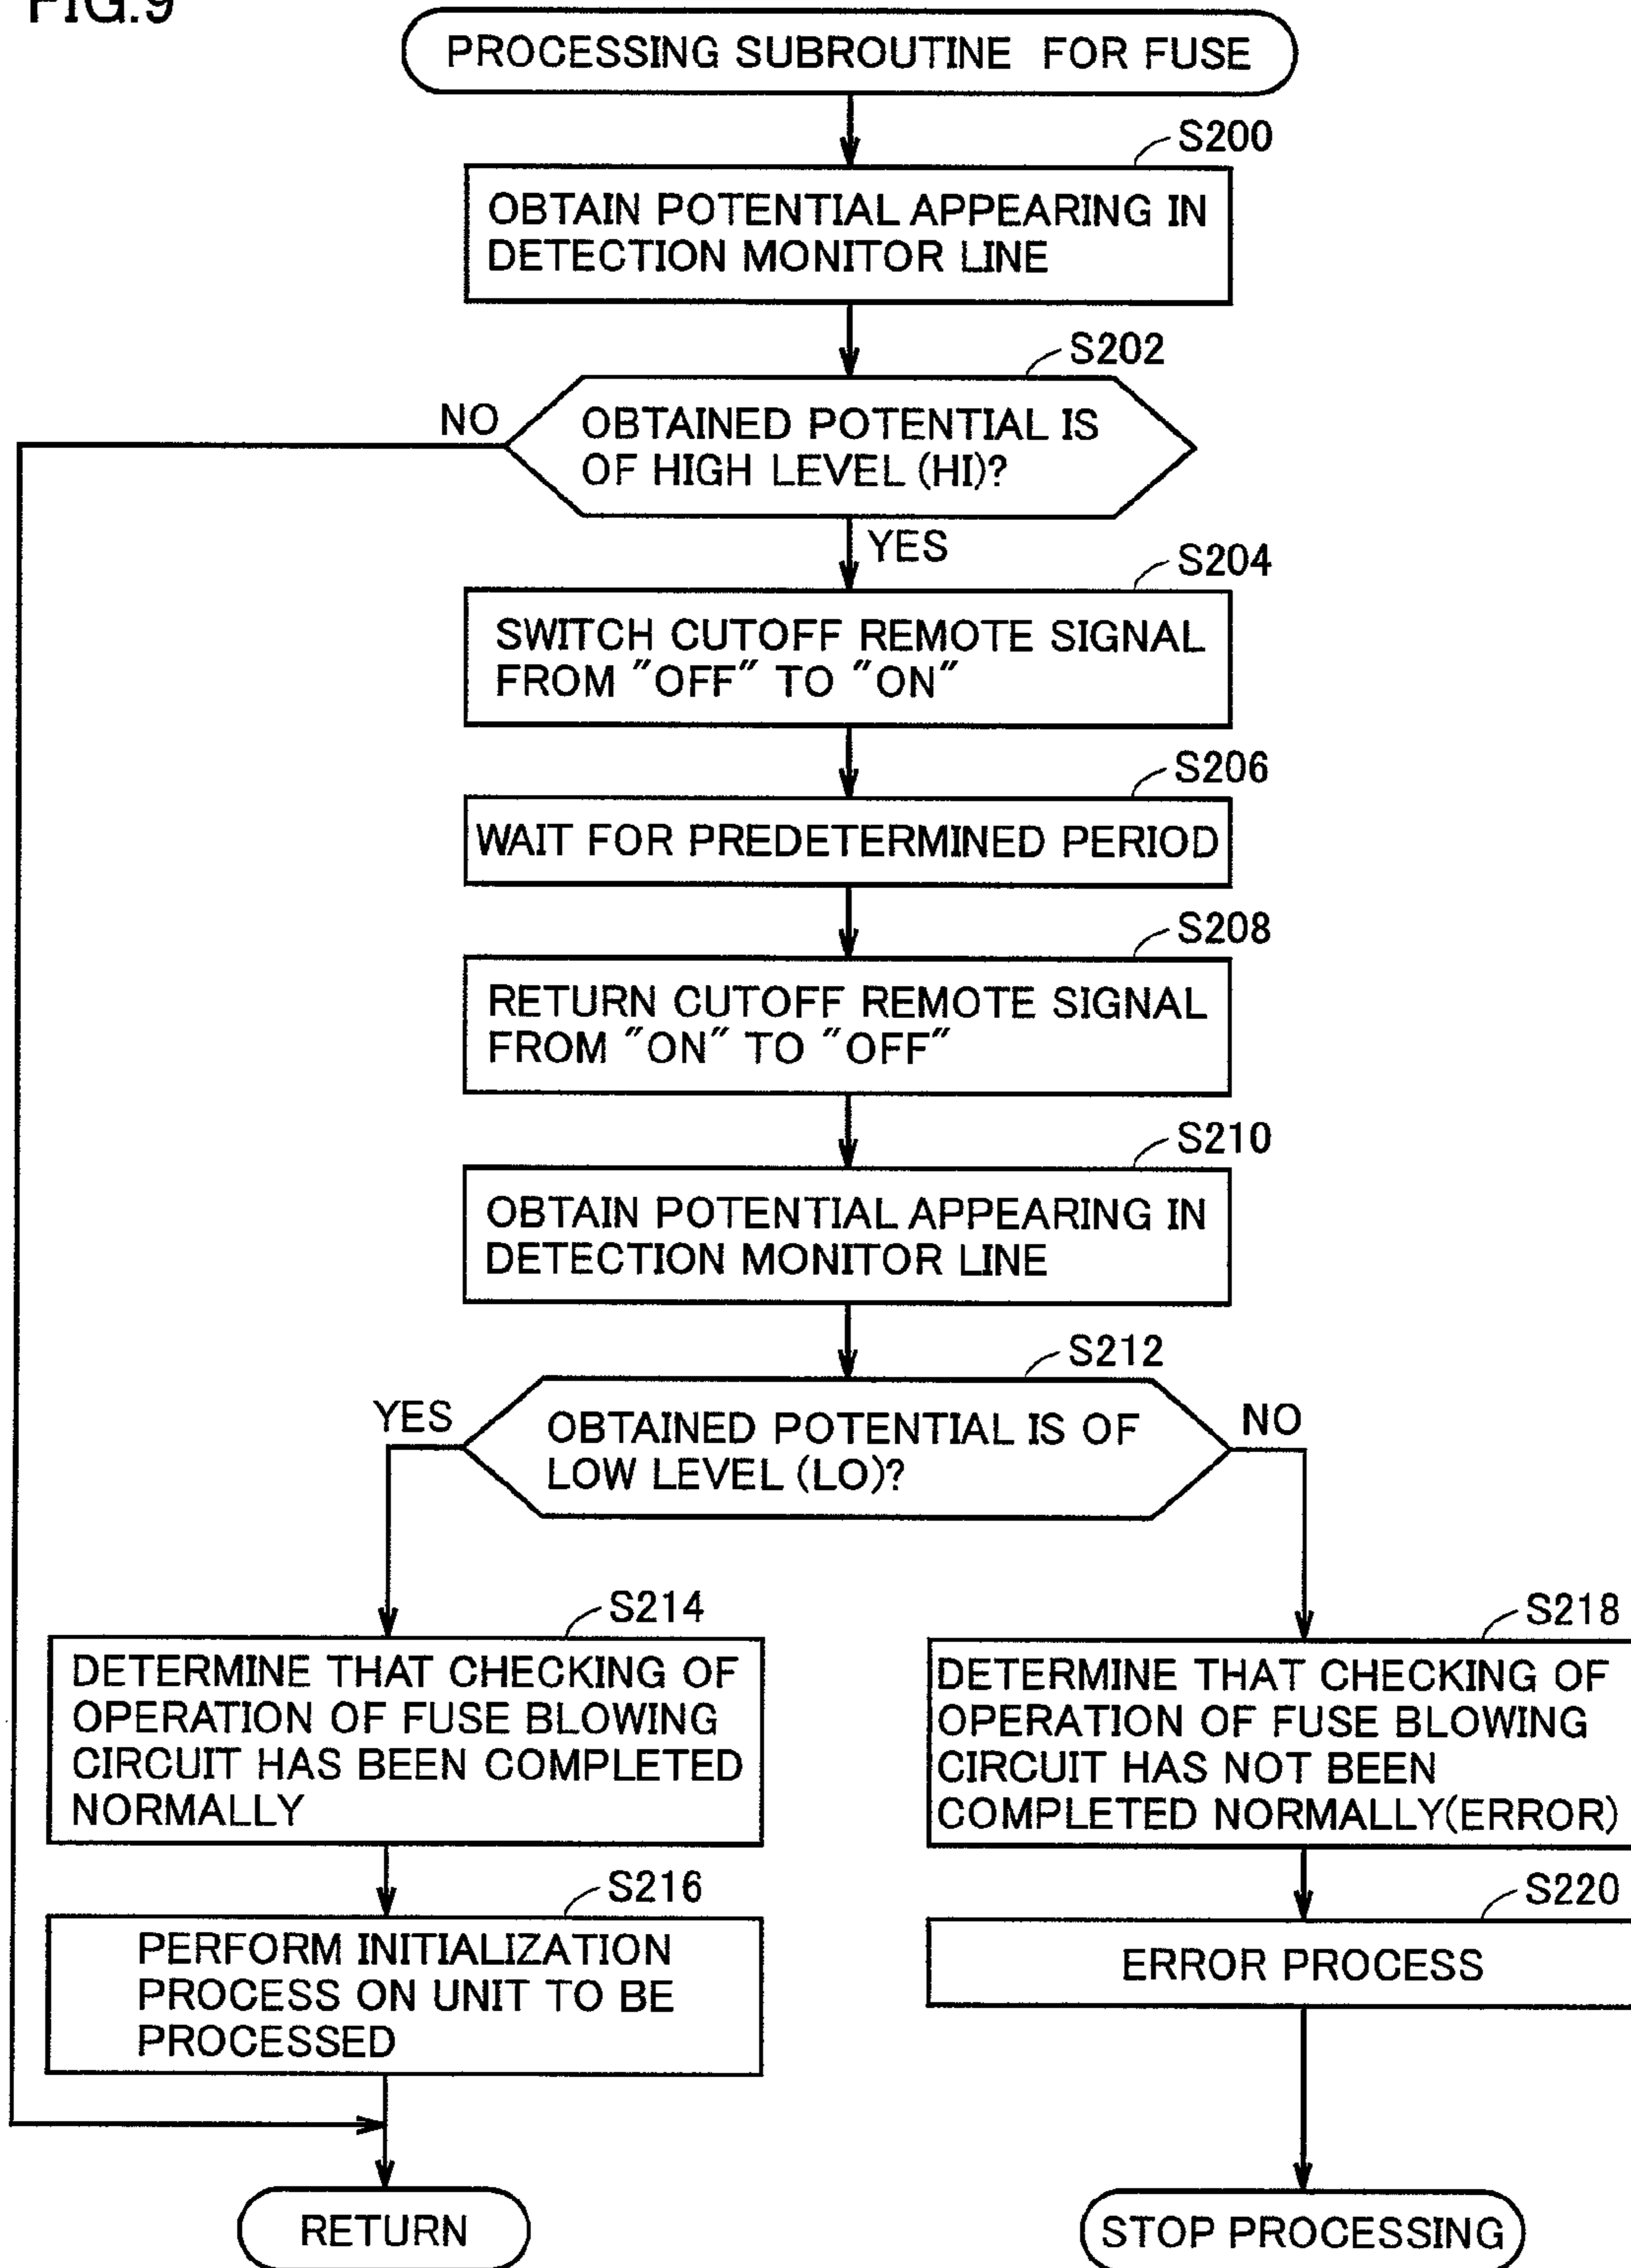 FIG.9
PROCESSING SUBROUTINE FOR FUSE
S200
OBTAIN POTENTIAL APPEARING IN
DETECTION MONITOR LINE
S202
NO
OBTAINED POTENTIAL IS
OF HIGH LEVEL (HI)?
YES
S204
SWITCH CUTOFF REMOTE SIGNAL
FROM "OFF" TO "ON"
S206
WAIT FOR PREDETERMINED PERIOD
S208
RETURN CUTOFF REMOTE SIGNAL
FROM "ON" TO "OFF"
S210
OBTAIN POTENTIAL APPEARING IN
DETECTION MONITOR LINE
S212
YES
OBTAINED POTENTIAL IS OF
LOW LEVEL (LO)?
NO
S214
DETERMINE THAT CHECKING OF
OPERATION OF FUSE BLOWING
CIRCUIT HAS BEEN COMPLETED
NORMALLY
S218
DETERMINE THAT CHECKING OF
OPERATION OF FUSE BLOWING
CIRCUIT HAS NOT BEEN
COMPLETED NORMALLY(ERROR)
S216
PERFORM INITIALIZATION
PROCESS ON UNIT TO BE
PROCESSED
S220
ERROR PROCESS
RETURN
STOP PROCESSING